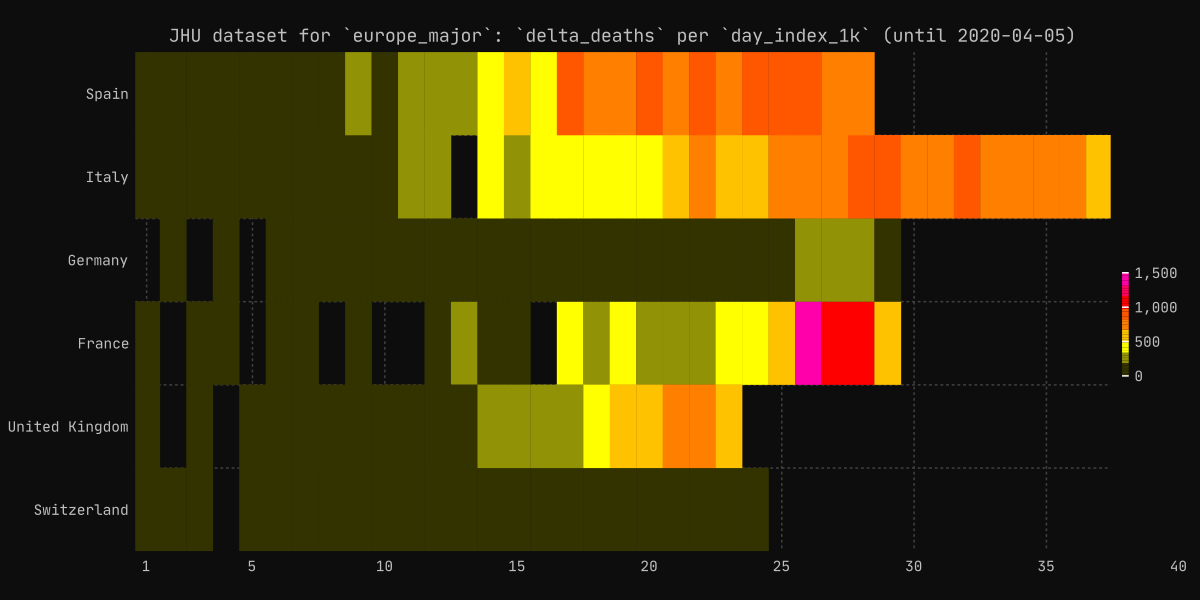 JHU dataset for `europe_major`: `delta_deaths` per `day_index_1k` (until 2020-04-05)
Spain
Italy
Germany
France
United Kingdom
Switzerland
1,500
1,000
500
0
1 5 10 15 20 25 30 35 40